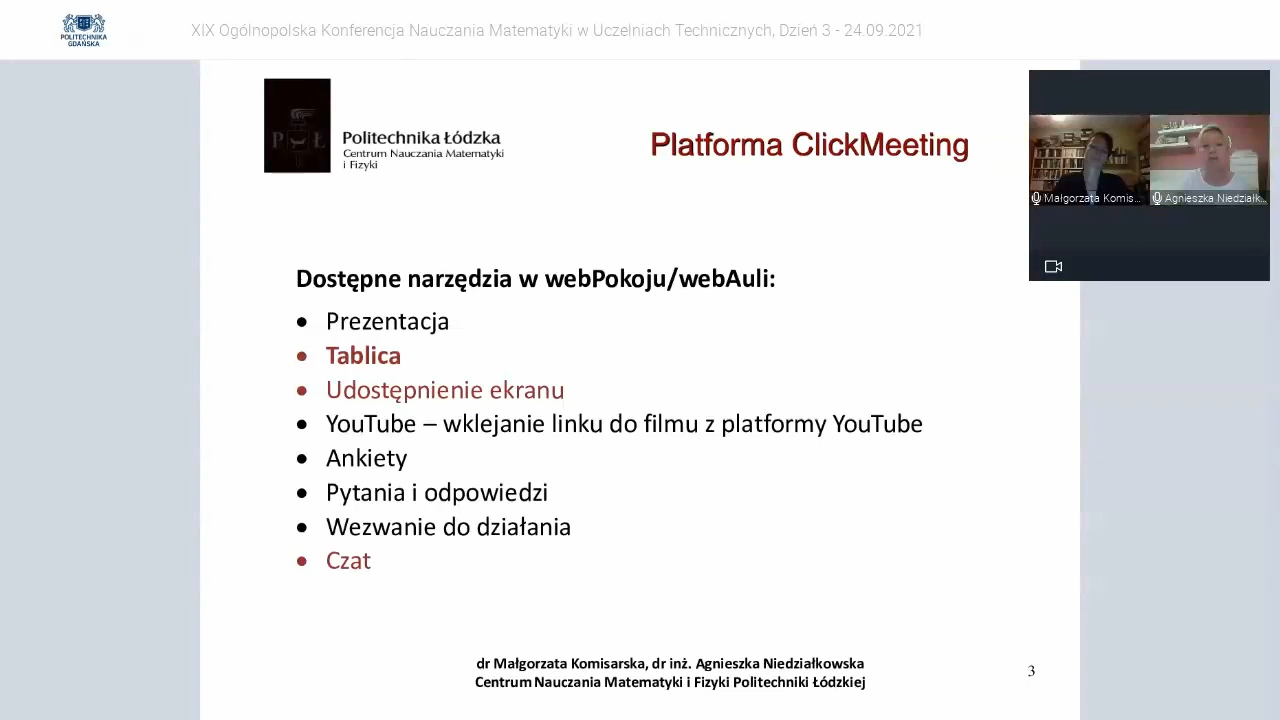 POLITECHNIKA
GDAŃSKA
XIX Ogólnopolska Konferencja Nauczania Matematyki w Uczelniach Technicznych, Dzień 3 - 24.09.2021
P Ł
Politechnika Łódzka
Centrum Nauczania Matematyki
i Fizyki
Platforma ClickMeeting
Małgorzata Komis...
Agnieszka Niedziałk...
Dostępne narzędzia w webPokoju/webAuli:
• Prezentacja
• Tablica
• Udostępnienie ekranu
• YouTube – wklejanie linku do filmu z platformy YouTube
• Ankiety
• Pytania i odpowiedzi
• Wezwanie do działania
• Czat
dr Małgorzata Komisarska, dr inż. Agnieszka Niedziałkowska
Centrum Nauczania Matematyki i Fizyki Politechniki Łódzkiej
3